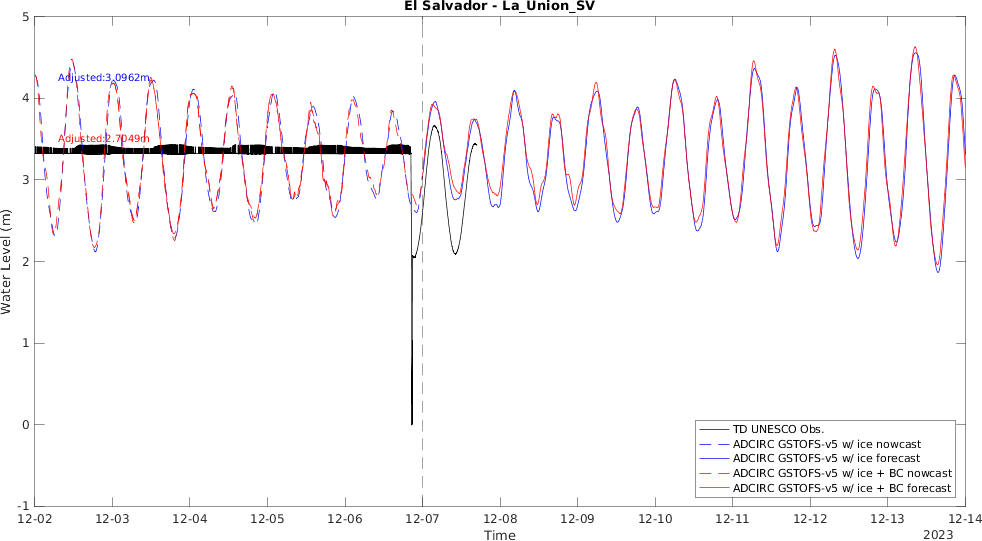 El Salvador - La_Union_SV
Water Level (m)
5
4
3
2
1
0
-1
Adjusted:3.0962m
Adjusted:2.7049m
TD UNESCO Obs.
ADCIRC GSTOFS-v5 w/ ice nowcast
ADCIRC GSTOFS-v5 w/ ice forecast
ADCIRC GSTOFS-v5 w/ ice + BC nowcast
ADCIRC GSTOFS-v5 w/ ice + BC forecast
12-02 12-03 12-04 12-05 12-06 12-07 12-08 12-09 12-10 12-11 12-12 12-13 12-14
Time
2023